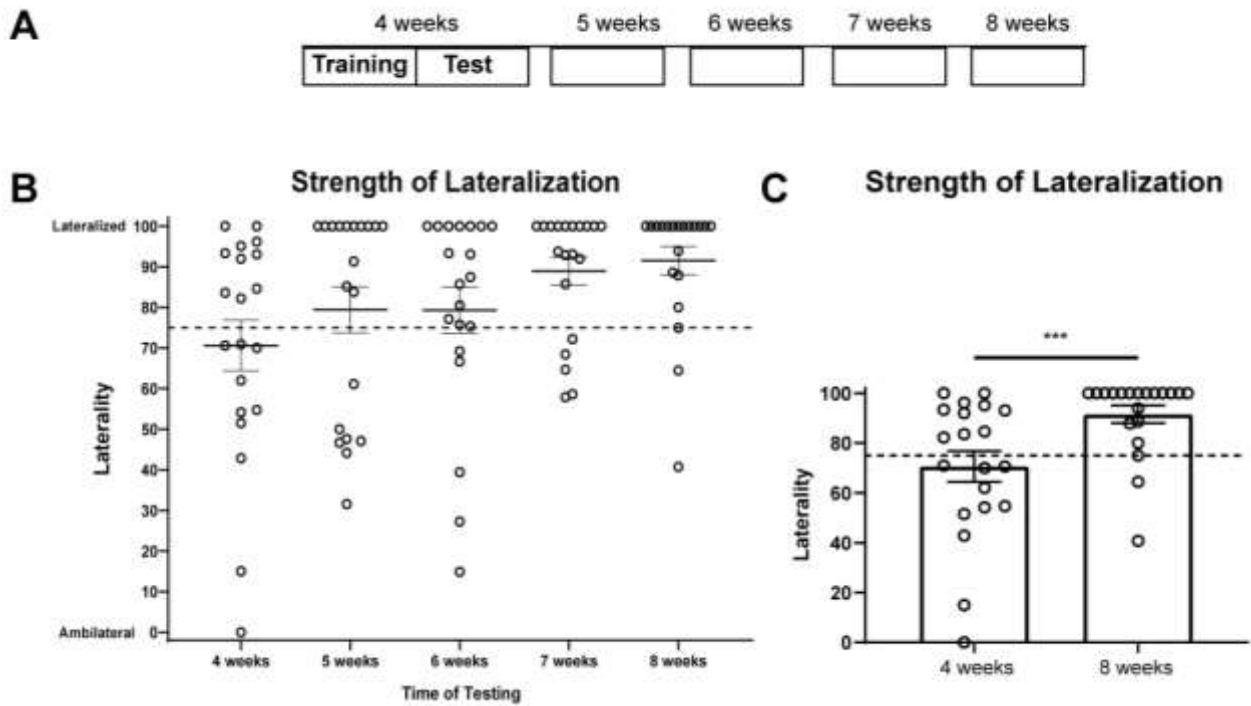 A
4 weeks 5 weeks 6 weeks 7 weeks 8 weeks
Training Test
B
Strength of Lateralization
Lateralized
100
90
80
70
60
50
40
30
20
10
0
Ambilateral
Laterality
4 weeks 5 weeks 6 weeks 7 weeks 8 weeks
Time of Testing
C
Strength of Lateralization
***
100
80
60
40
20
0
Laterality
4 weeks 8 weeks